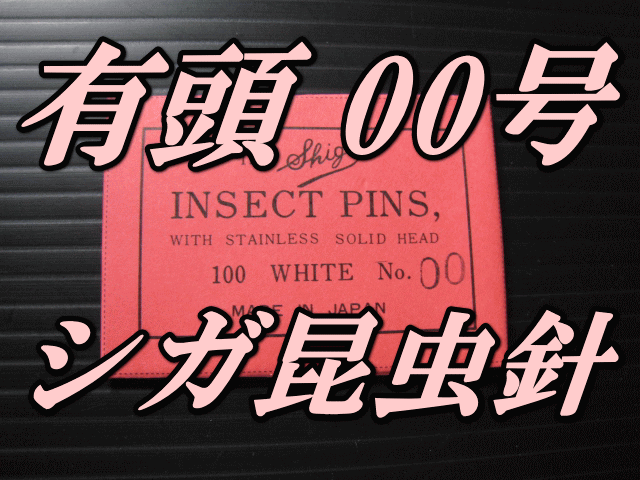 有頭 00号
Shig
INSECT PINS,
WITH STAINLESS SOLID HEAD
100 WHITE No. 00
MADE IN JAPAN
シガ昆虫針